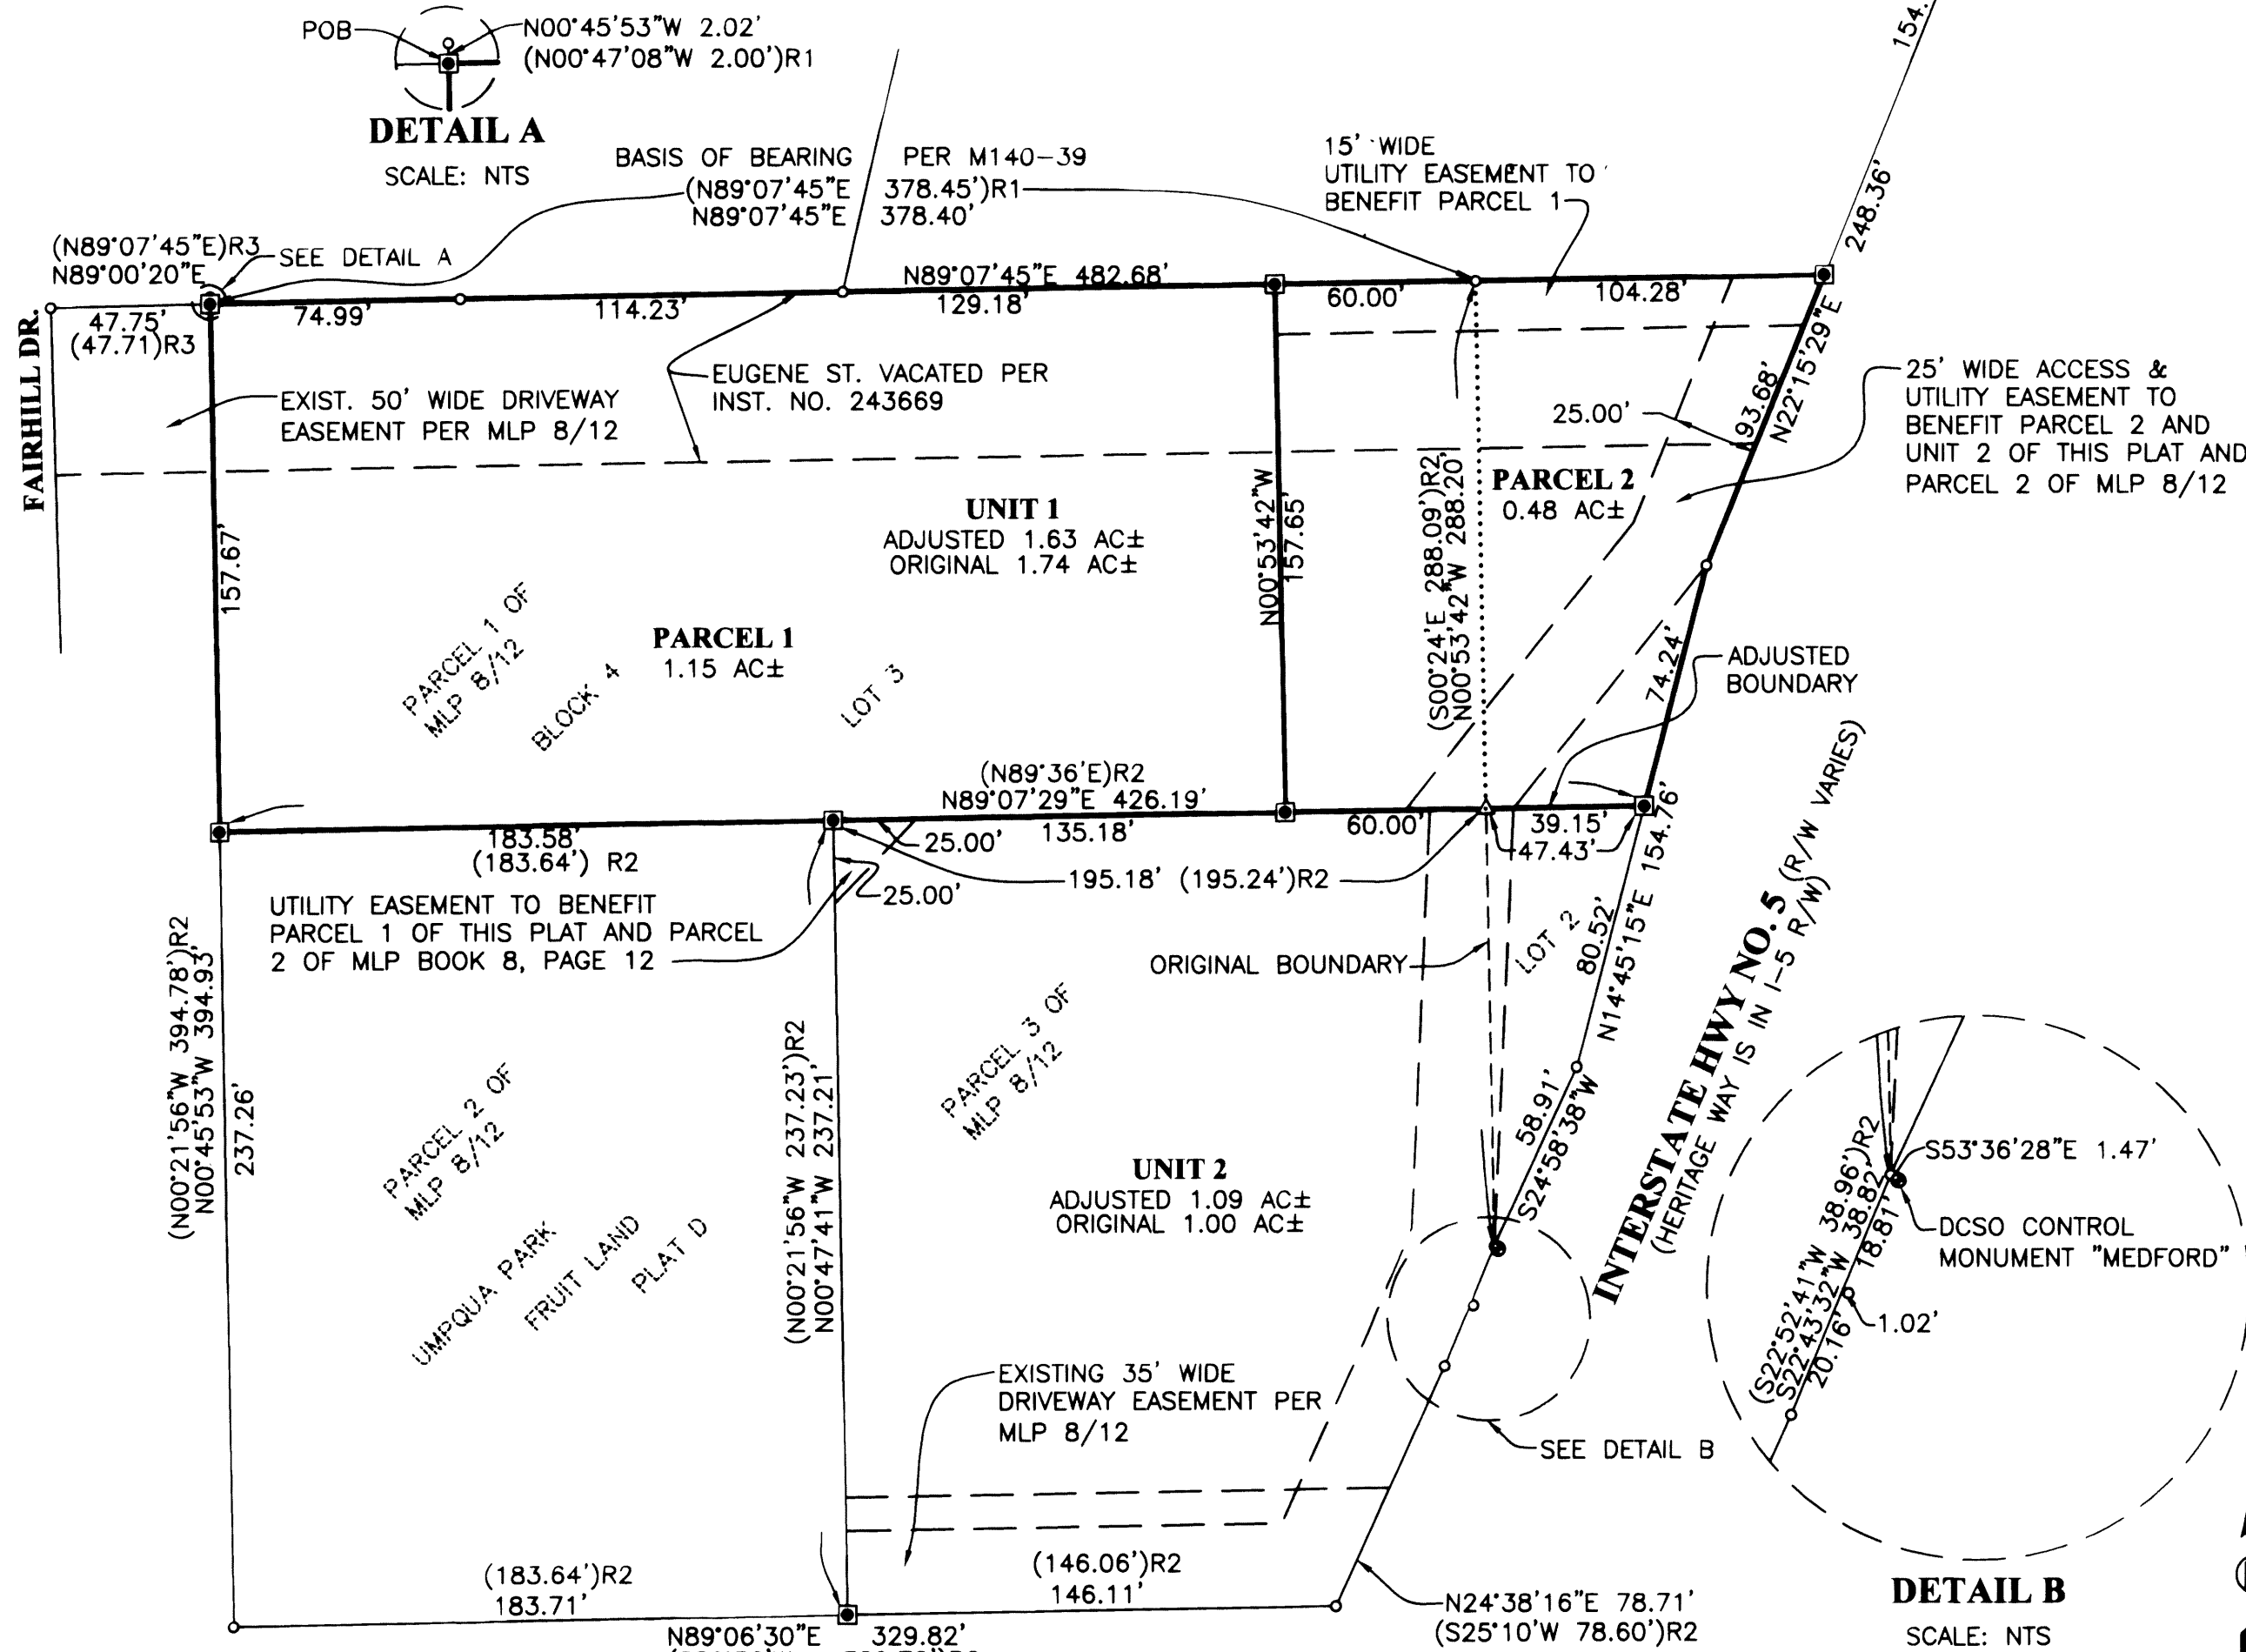 154.
POB
N00°45'53"W 2.02'
(N00°47'08"W 2.00')R1
DETAIL A
SCALE: NTS
BASIS OF BEARING PER M140-39
(N89°07'45"E 378.45')R1
N89°07'45"E 378.40'
15' WIDE
UTILITY EASEMENT TO
BENEFIT PARCEL 1
248.36'
(N89°07'45"E)R3
N89°00'20"E
SEE DETAIL A
N89°07'45"E 482.68'
47.75'
(47.71)R3
74.99'
114.23'
129.18'
60.00'
104.28'
FAIRHILL DR.
EXIST. 50' WIDE DRIVEWAY
EASEMENT PER MLP 8/12
EUGENE ST. VACATED PER
INST. NO. 243669
25.00'
93.68'
N22°15'29"E
25' WIDE ACCESS &
UTILITY EASEMENT TO
BENEFIT PARCEL 2 AND
UNIT 2 OF THIS PLAT AND
PARCEL 2 OF MLP 8/12
157.67'
UNIT 1
ADJUSTED 1.63 AC±
ORIGINAL 1.74 AC±
N00°53'42"W
157.65'
(S00°24'E 288.09')R2
N00°53'42"W 288.20'
PARCEL 2
0.48 AC±
PARCEL 1 OF
MLP 8/12
BLOCK 4
PARCEL 1
1.15 AC±
LOT 3
74.24'
ADJUSTED
BOUNDARY
(N89°36'E)R2
N89°07'29"E 426.19'
183.58'
(183.64') R2
25.00'
135.18'
60.00'
39.15'
47.43'
195.18' (195.24')R2
25.00'
UTILITY EASEMENT TO BENEFIT
PARCEL 1 OF THIS PLAT AND PARCEL
2 OF MLP BOOK 8, PAGE 12
ORIGINAL BOUNDARY
LOT 2
80.52'
N14°45'15"E 154.76'
INTERSTATE HWY NO. 5 (R/W VARIES)
(HERITAGE WAY IS IN I-5 R/W)
(N00°21'56"W 394.78')R2
N00°45'53"W 394.93'
237.26'
PARCEL 2 OF
MLP 8/12
(N00°21'56"W 237.23')R2
N00°47'41"W 237.21'
PARCEL 3 OF
MLP 8/12
58.91'
S24°58'38"W
UNIT 2
ADJUSTED 1.09 AC±
ORIGINAL 1.00 AC±
UMPQUA PARK
FRUIT LAND
PLAT D
S53°36'28"E 1.47'
DCSO CONTROL
MONUMENT "MEDFORD"
(S22°52'41"W 38.96')R2
S22°43'32"W 38.82'
18.81'
20.16'
1.02'
EXISTING 35' WIDE
DRIVEWAY EASEMENT PER
MLP 8/12
SEE DETAIL B
(183.64')R2
183.71'
(146.06')R2
146.11'
N24°38'16"E 78.71'
(S25°10'W 78.60')R2
DETAIL B
SCALE: NTS
N89°06'30"E 329.82'